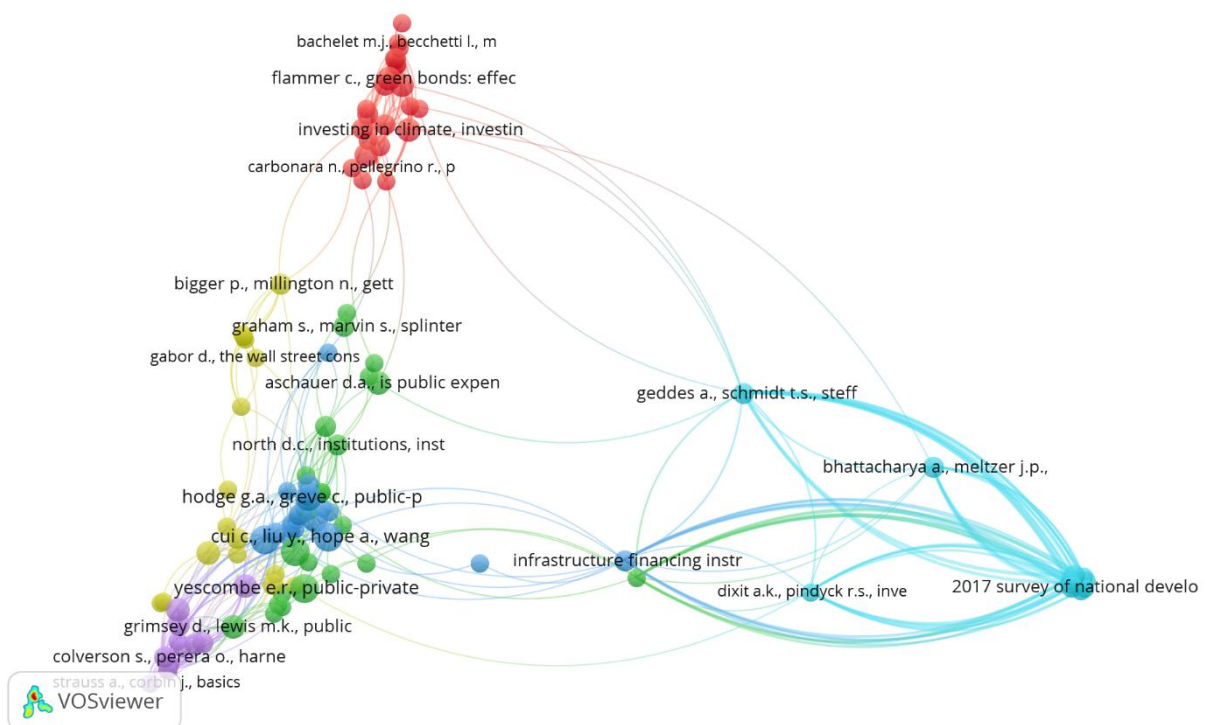 bachelet m.j., becchetti l., m
flammer c., green bonds: effec
investing in climate, investin
carbonara n., pellegrino r., p
bigger p., millington n., gett
graham s., marvin s., splinter
gabor d., the wall street cons
aschauer d.a., is public expen
geddes a., schmidt t.s., steff
north d.c., institutions, inst
bhattacharya a., meltzer j.p.,
hodge g.a., greve c., public-p
cui c., liu y., hope a., wang
infrastructure financing instr
yescombe e.r., public-private
dixit a.k., pindyck r.s., inve
2017 survey of national develo
grimsey d., lewis m.k., public
colverson s., perera o., harne
strauss a., corbin j., basics
VOSviewer